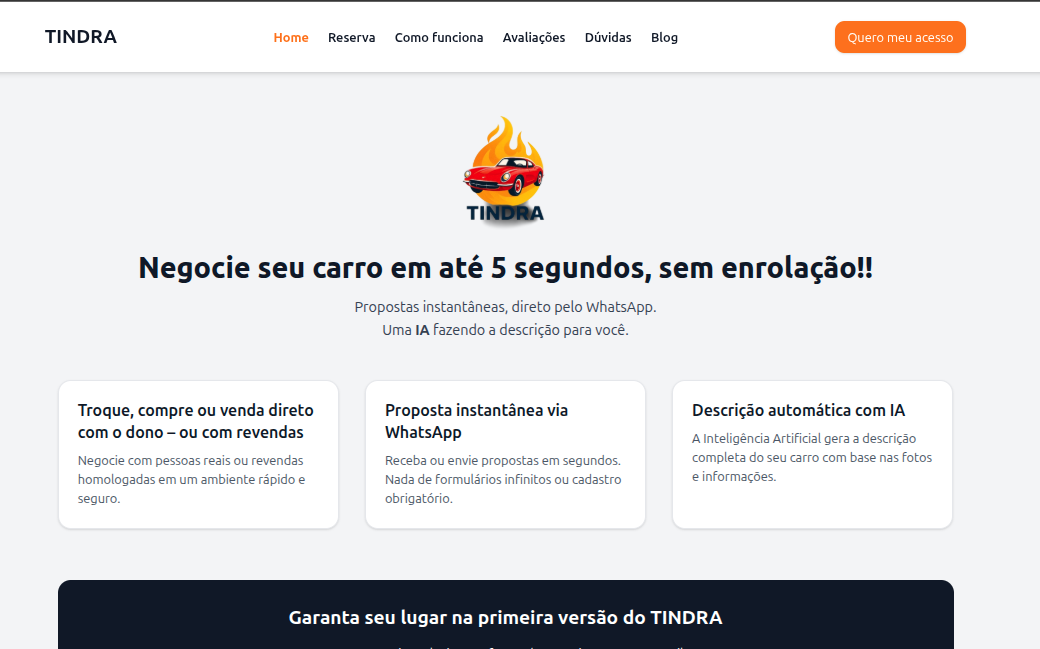 TINDRA
Home
Reserva
Como funciona
Avaliações
Dúvidas
Blog
Quero meu acesso
TINDRA
Negocie seu carro em até 5 segundos, sem enrolação!!
Propostas instantâneas, direto pelo WhatsApp.
Uma IA fazendo a descrição para você.
Troque, compre ou venda direto
com o dono – ou com revendas
Negocie com pessoas reais ou revendas
homologadas em um ambiente rápido e
seguro.
Proposta instantânea via
WhatsApp
Receba ou envie propostas em segundos.
Nada de formulários infinitos ou cadastro
obrigatório.
Descrição automática com IA
A Inteligência Artificial gera a descrição
completa do seu carro com base nas fotos
e informações.
Garanta seu lugar na primeira versão do TINDRA